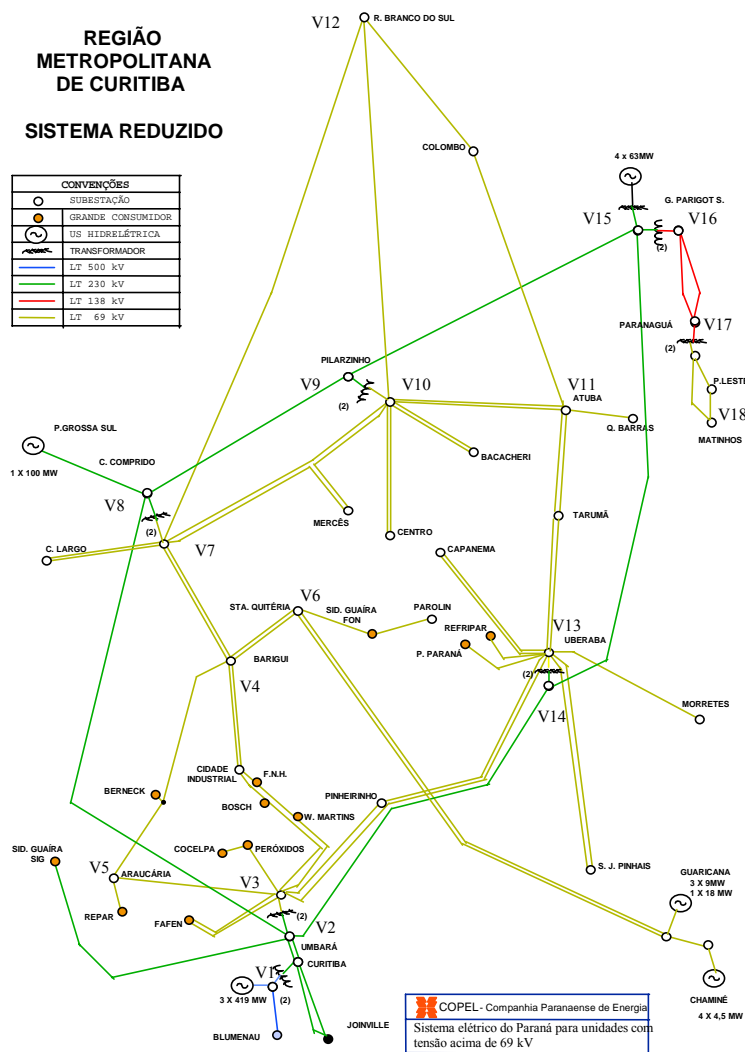 REGIÃO
METROPOLITANA
DE CURITIBA
SISTEMA REDUZIDO
CONVENÇÕES
SUBESTAÇÃO
GRANDE CONSUMIDOR
US HIDRELÉTRICA
TRANSFORMADOR
LT 500 kV
LT 230 kV
LT 138 kV
LT 69 kV
V12
R. BRANCO DO SUL
COLOMBO
4 x 63MW
G. PARIGOT S.
V15
V16
(2)
PARANAGUÁ
V17
(2)
P.LESTE
V18
MATINHOS
PILARZINHO
V9
(2)
V10
V11
ATUBA
Q. BARRAS
BACACHERI
P.GROSSA SUL
1 X 100 MW
C. COMPRIDO
V8
(2)
V7
C. LARGO
MERCÊS
CENTRO
TARUMÃ
CAPANEMA
V6
STA. QUITÉRIA
SID. GUAÍRA
FON
PAROLIN
REFRIPAR
P. PARANÁ
V13
UBERABA
(2)
V14
MORRETES
BARIGUI
V4
CIDADE
INDUSTRIAL
F.N.H.
BOSCH
W. MARTINS
PINHEIRINHO
BERNECK
COCELPA
PERÓXIDOS
SID. GUAÍRA
SIG
V5
ARAUCÁRIA
REPAR
FAFEN
V3
(2)
V2
UMBARÁ
CURITIBA
V1
(2)
3 X 419 MW
BLUMENAU
JOINVILLE
S. J. PINHAIS
GUARICANA
3 X 9MW
1 X 18 MW
CHAMINÉ
4 X 4,5 MW
COPEL - Companhia Paranaense de Energia
Sistema elétrico do Paraná para unidades com
tensão acima de 69 kV